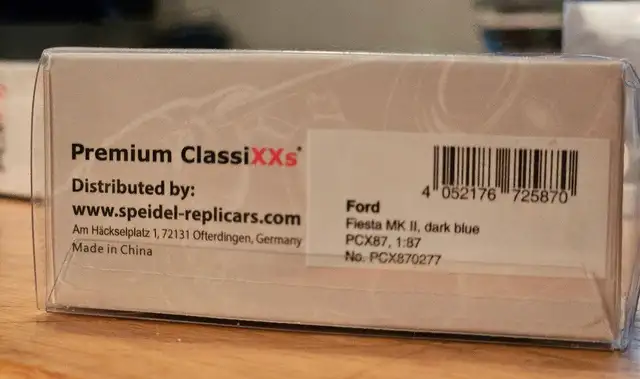 Premium ClassiXXs®
Distributed by:
www.speidel-replicars.com
Am Häckselplatz 1, 72131 Ofterdingen, Germany
Made in China
4 052176 725870
Ford
Fiesta MK II, dark blue
PCX87, 1:87
No. PCX870277